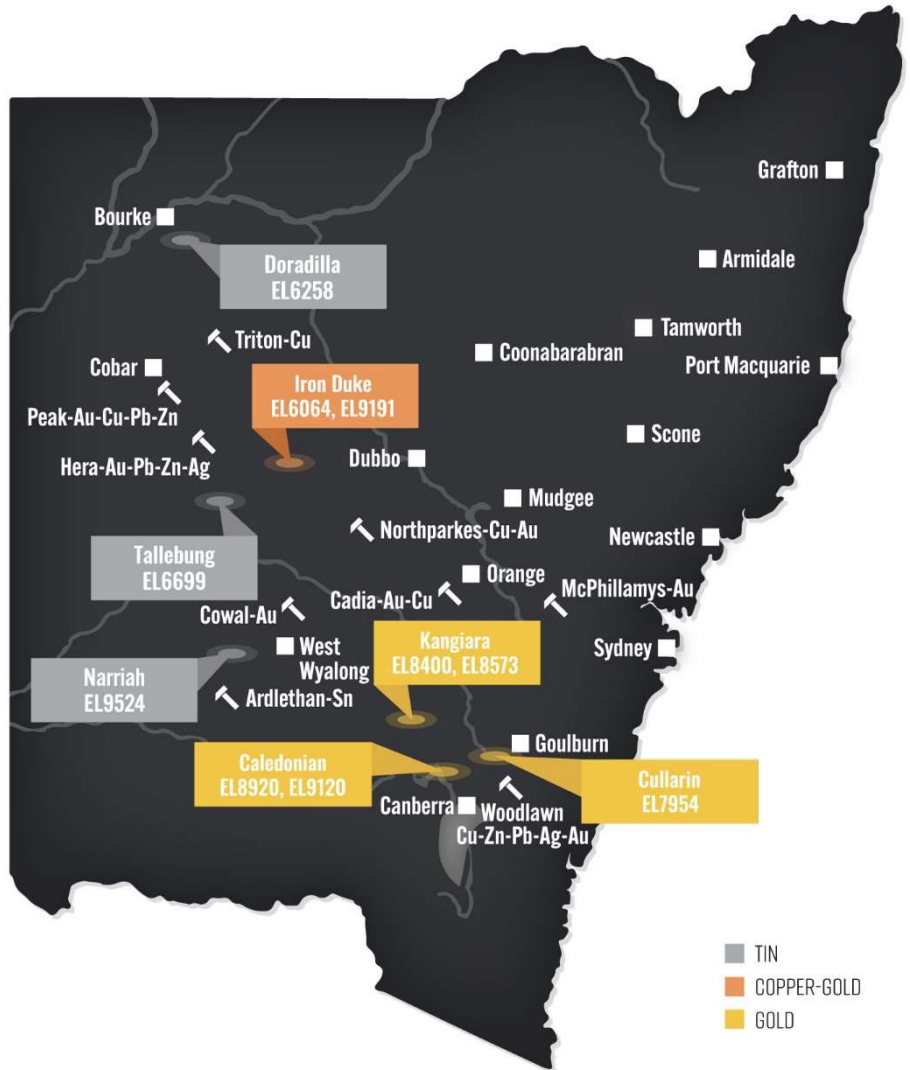 Grafton
Bourke
Doradilla
EL6258
Armidale
Triton-Cu
Tamworth
Coonabarabran
Cobar
Port Macquarie
Iron Duke
EL6064, EL9191
Peak-Au-Cu-Pb-Zn
Scone
Hera-Au-Pb-Zn-Ag
Dubbo
Mudgee
Northparkes-Cu-Au
Newcastle
Tallebung
EL6699
Orange
McPhillamys-Au
Cadia-Au-Cu
Cowal-Au
Kangiara
EL8400, EL8573
West
Wyalong
Sydney
Narriah
EL9524
Ardlethan-Sn
Goulburn
Caledonian
EL8920, EL9120
Cullarin
EL7954
Canberra
Woodlawn
Cu-Zn-Pb-Ag-Au
TIN
COPPER-GOLD
GOLD